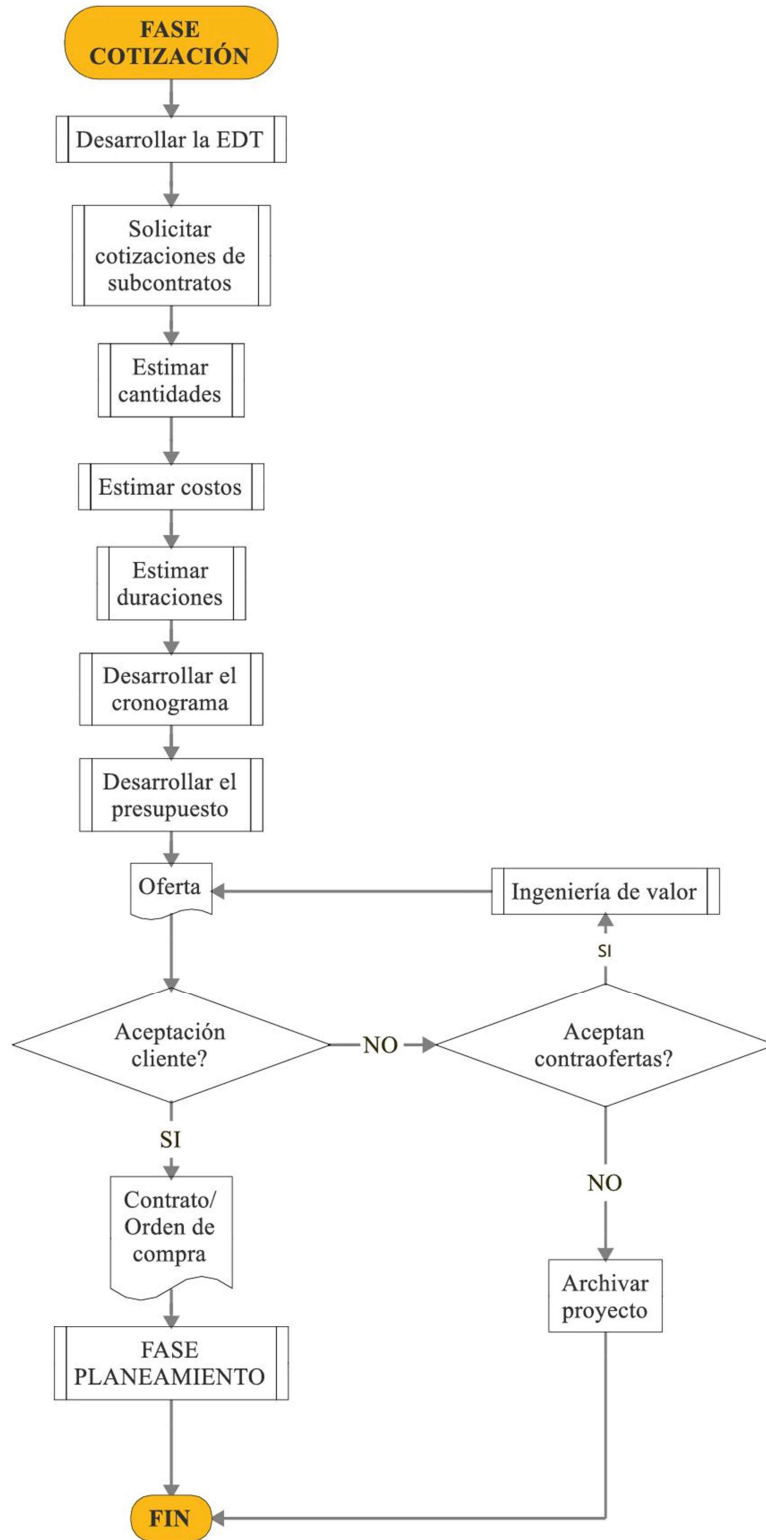 FASE
COTIZACIÓN
Desarrollar la EDT
Solicitar
cotizaciones de
subcontratos
Estimar
cantidades
Estimar costos
Estimar
duraciones
Desarrollar el
cronograma
Desarrollar el
presupuesto
Oferta
Ingeniería de valor
SI
Aceptación
cliente?
NO
Aceptan
contraofertas?
SI
NO
Contrato/
Orden de
compra
Archivar
proyecto
FASE
PLANEAMIENTO
FIN